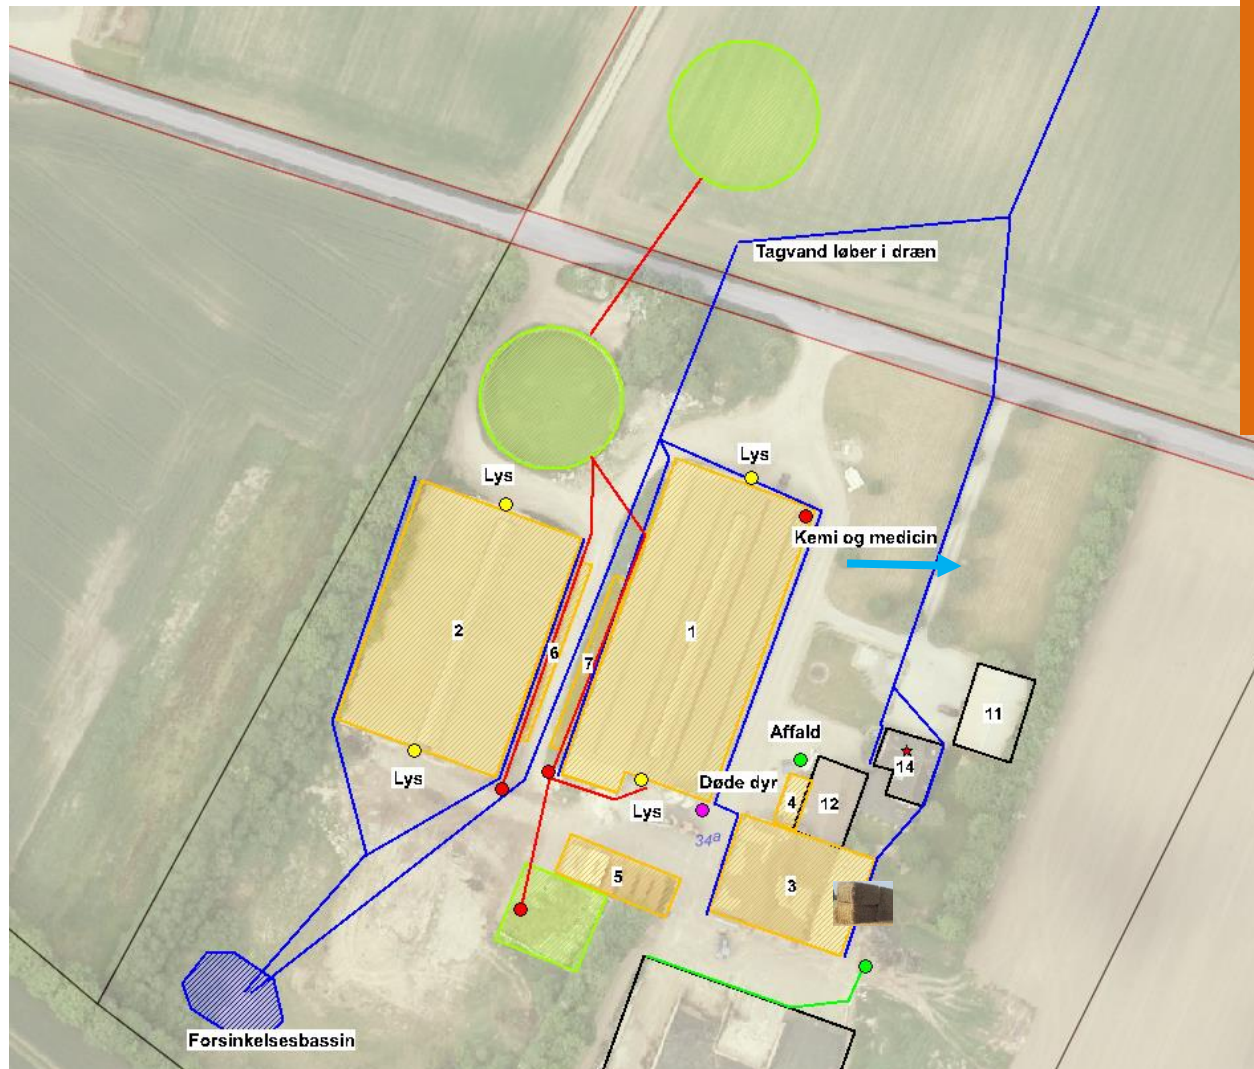 Tagvand løber i dræn
Lys
Lys
Kemi og medicin
2
1
6
7
11
Affald
14
Lys
Døde dyr
4
12
Lys
34a
5
3
Forsinkelsesbassin